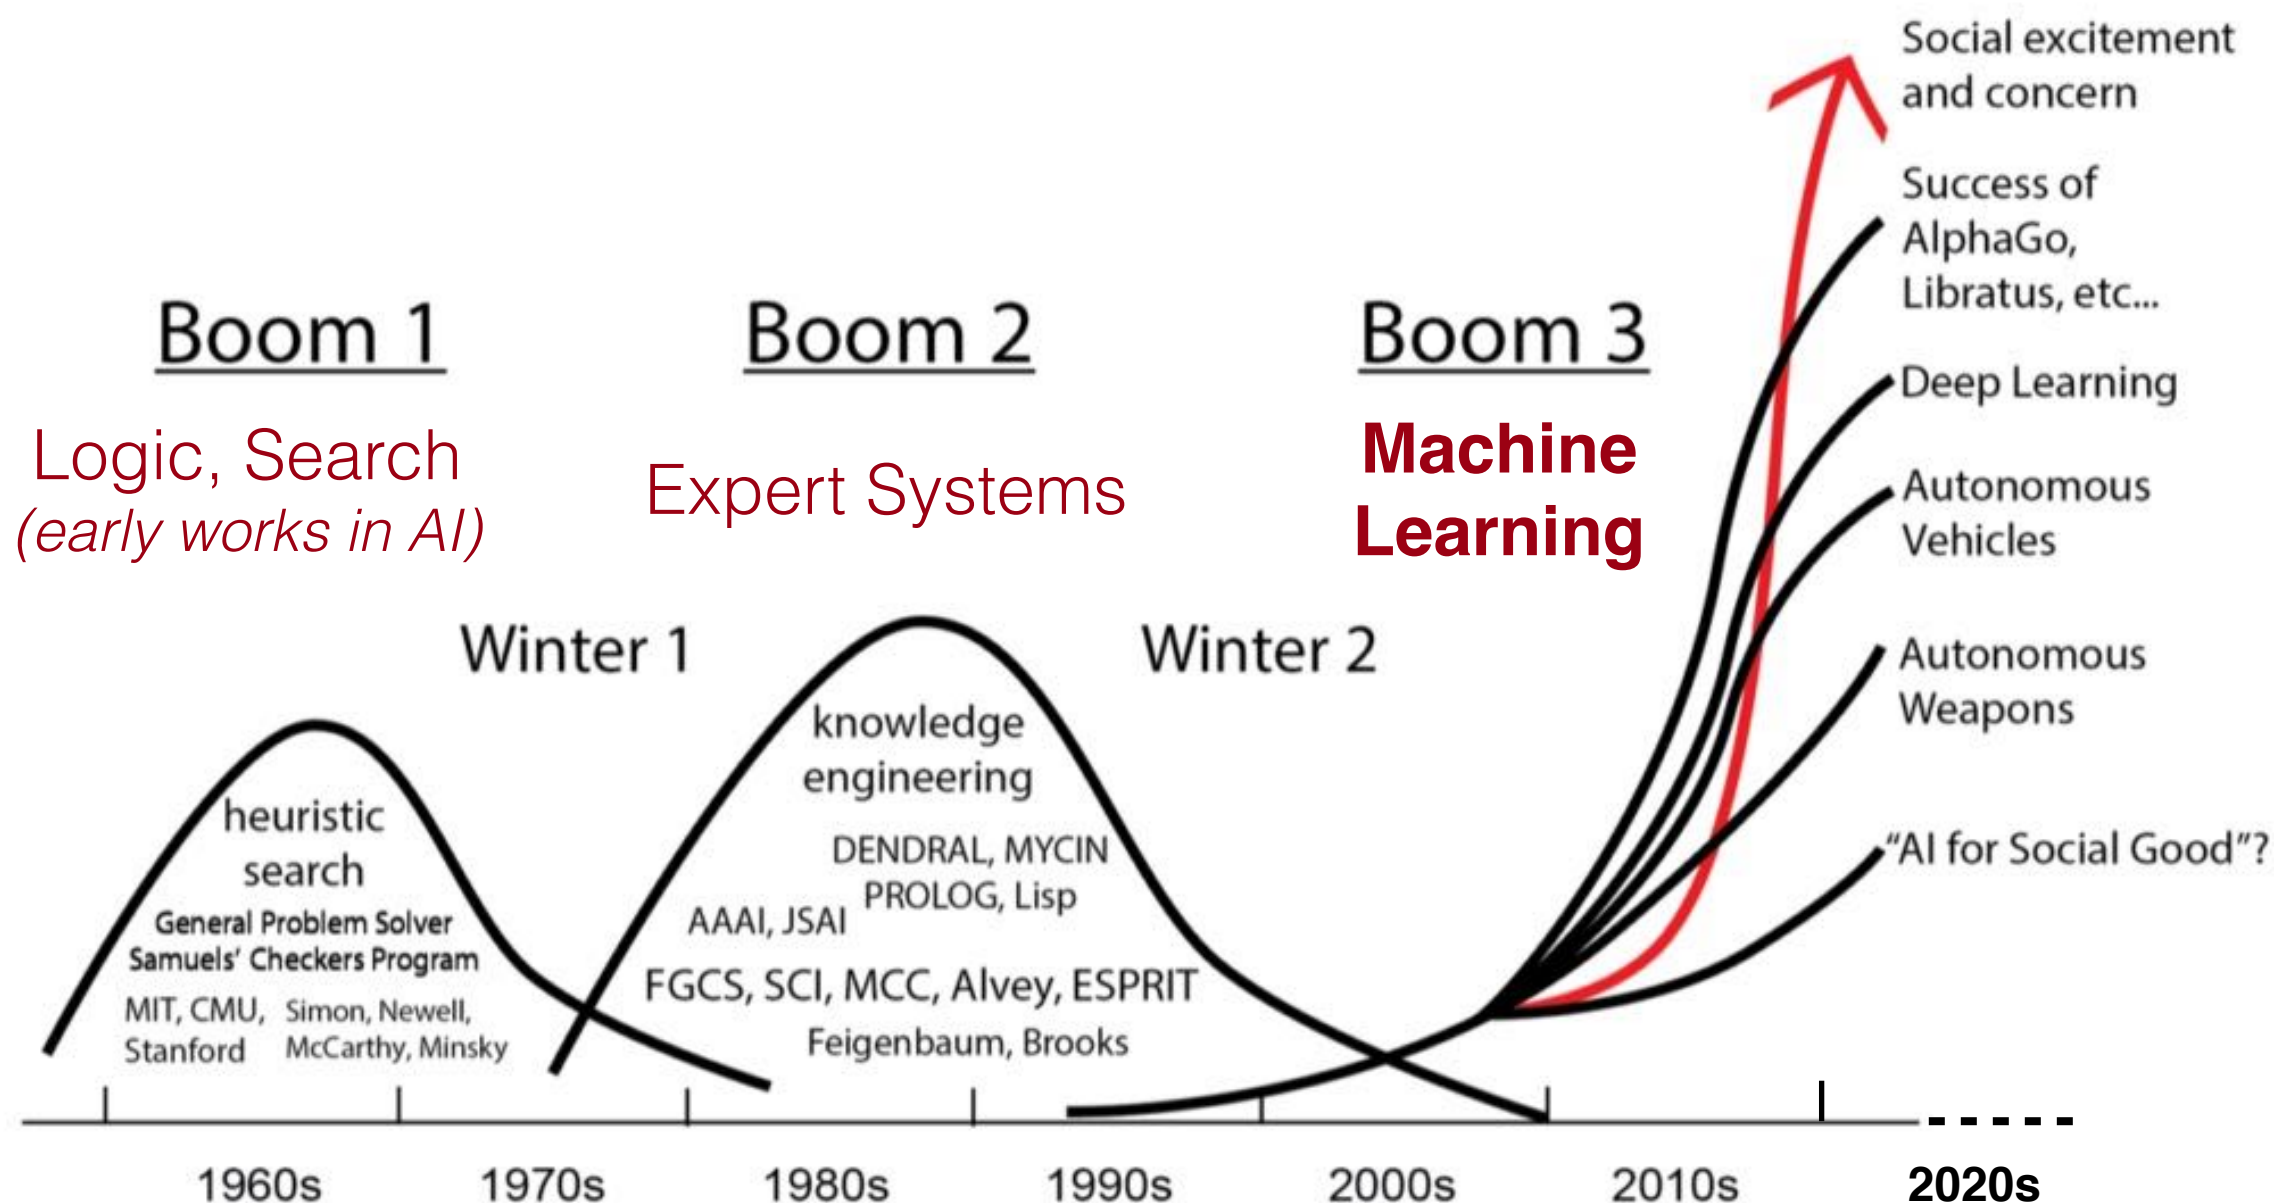 Social excitement
and concern
Success of
AlphaGo,
Libratus, etc...
Deep Learning
Autonomous
Vehicles
Autonomous
Weapons
“AI for Social Good”?
Boom 1
Logic, Search
(early works in AI)
Boom 2
Expert Systems
Boom 3
Machine
Learning
Winter 1
Winter 2
heuristic
search
General Problem Solver
Samuels’ Checkers Program
MIT, CMU,
Stanford
Simon, Newell,
McCarthy, Minsky
knowledge
engineering
DENDRAL, MYCIN
PROLOG, Lisp
AAAI, JSAI
FGCS, SCI, MCC, Alvey, ESPRIT
Feigenbaum, Brooks
1960s 1970s 1980s 1990s 2000s 2010s 2020s